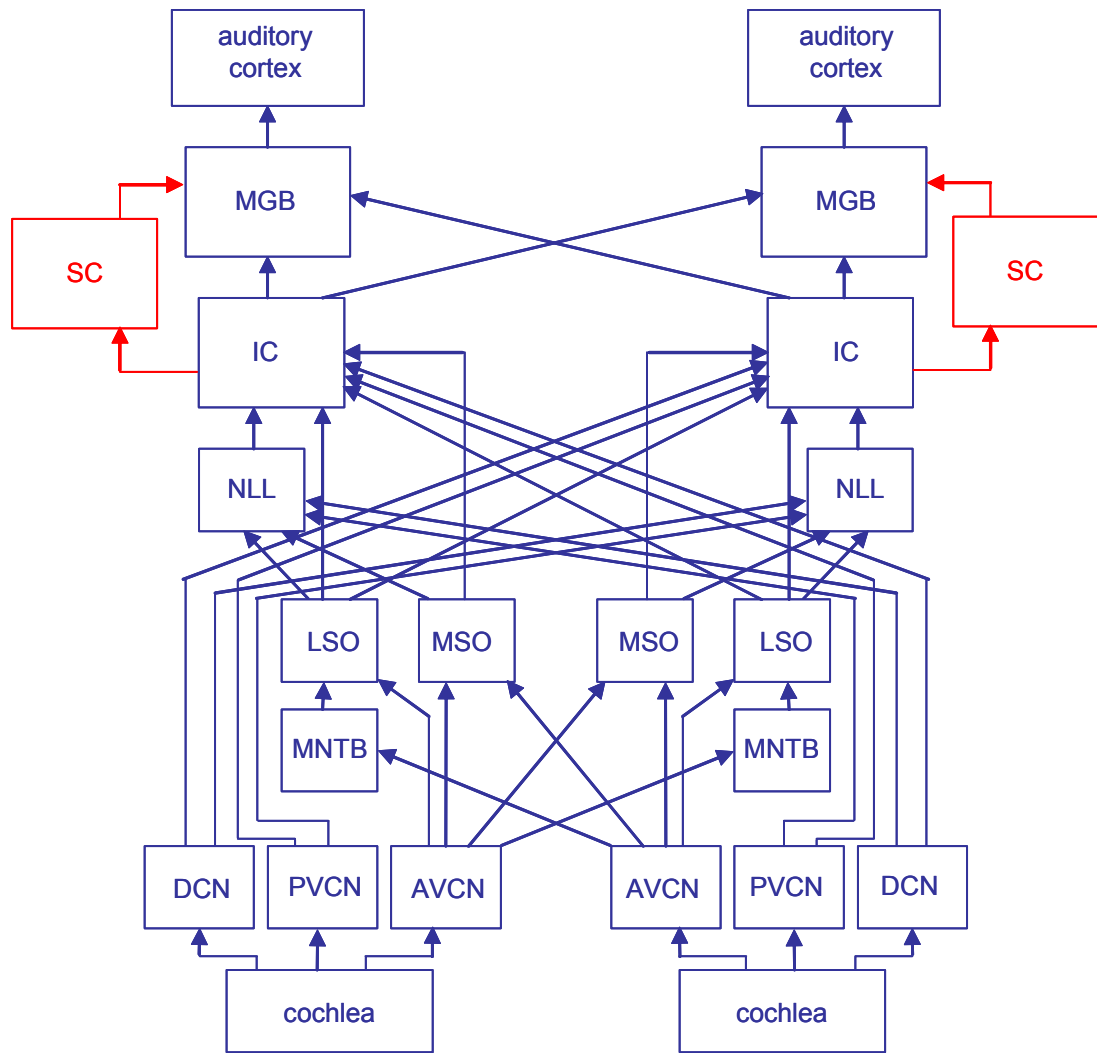 auditory
cortex
auditory
cortex
MGB
MGB
SC
SC
IC
IC
NLL
NLL
LSO
MSO
MSO
LSO
MNTB
MNTB
DCN
PVCN
AVCN
AVCN
PVCN
DCN
cochlea
cochlea